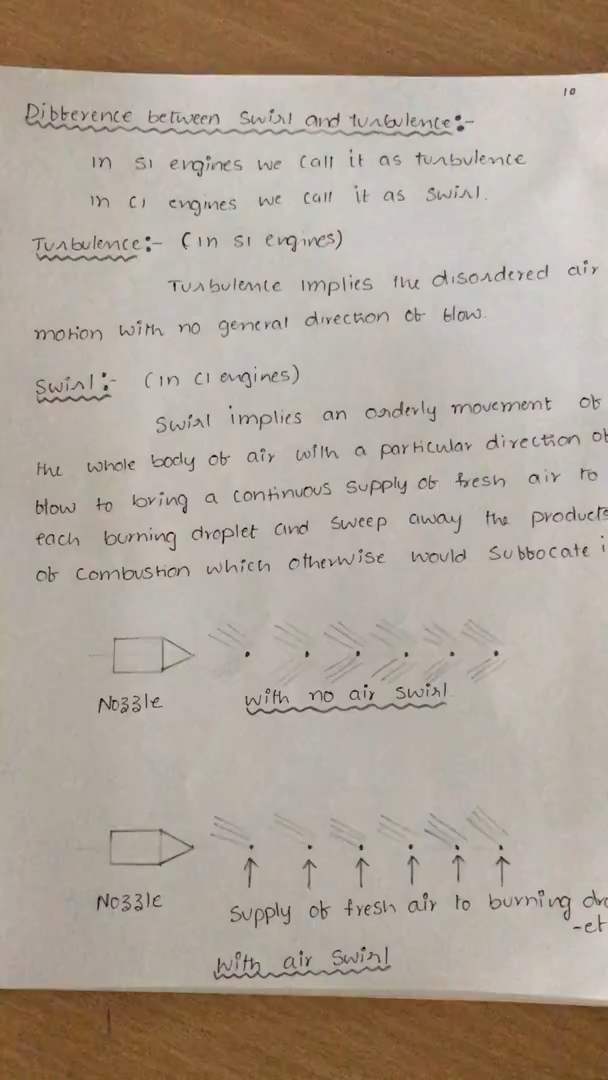 10
Difference between swirl and turbulence:-
In SI engines we call it as turbulence
In CI engines we call it as swirl.
Turbulence:- (In SI engines)
Turbulence implies the disordered air
motion with no general direction of flow.
Swirl:- (In CI engines)
Swirl implies an orderly movement of
the whole body of air with a particular direction of
flow to bring a continuous supply of fresh air to
each burning droplet and sweep away the products
of combustion which otherwise would suffocate i
Nozzle
With no air swirl
Nozzle
Supply of fresh air to burning dro
-et
With air swirl